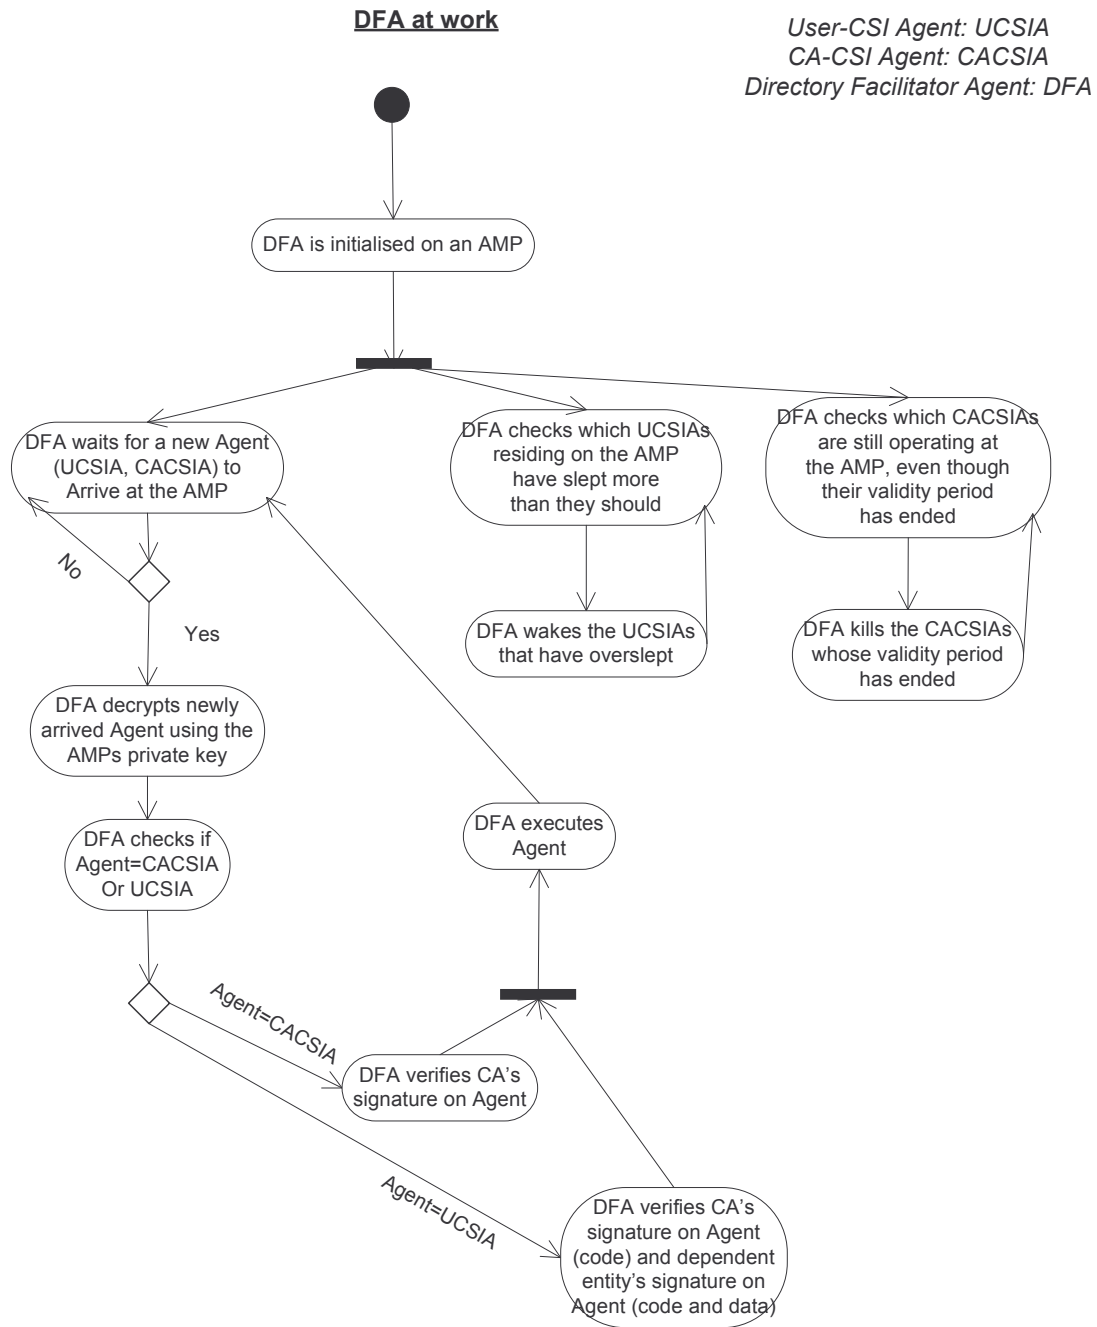 DFA at work
User-CSI Agent: UCSIA
CA-CSI Agent: CACSIA
Directory Facilitator Agent: DFA
DFA is initialised on an AMP
DFA waits for a new Agent
(UCSIA, CACSIA) to
Arrive at the AMP
DFA checks which UCSIAs
residing on the AMP
have slept more
than they should
DFA checks which CACSIAs
are still operating at
the AMP, even though
their validity period
has ended
No
Yes
DFA wakes the UCSIAs
that have overslept
DFA kills the CACSIAs
whose validity period
has ended
DFA decrypts newly
arrived Agent using the
AMPs private key
DFA checks if
Agent=CACSIA
Or UCSIA
DFA executes
Agent
Agent=CACSIA
DFA verifies CA's
signature on Agent
Agent=UCSIA
DFA verifies CA's
signature on Agent
(code) and dependent
entity's signature on
Agent (code and data)